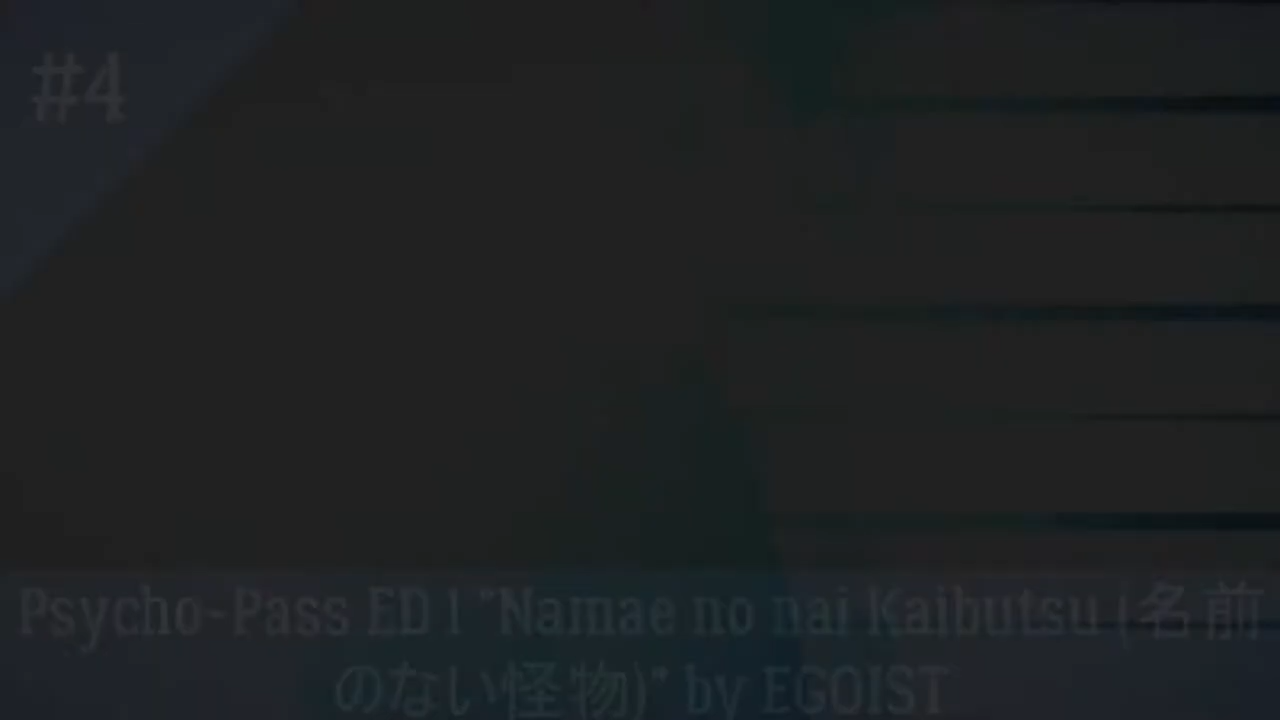 #4
Psycho-Pass ED 1 "Namae no nai Kaibutsu (名前
のない怪物)" by EGOIST